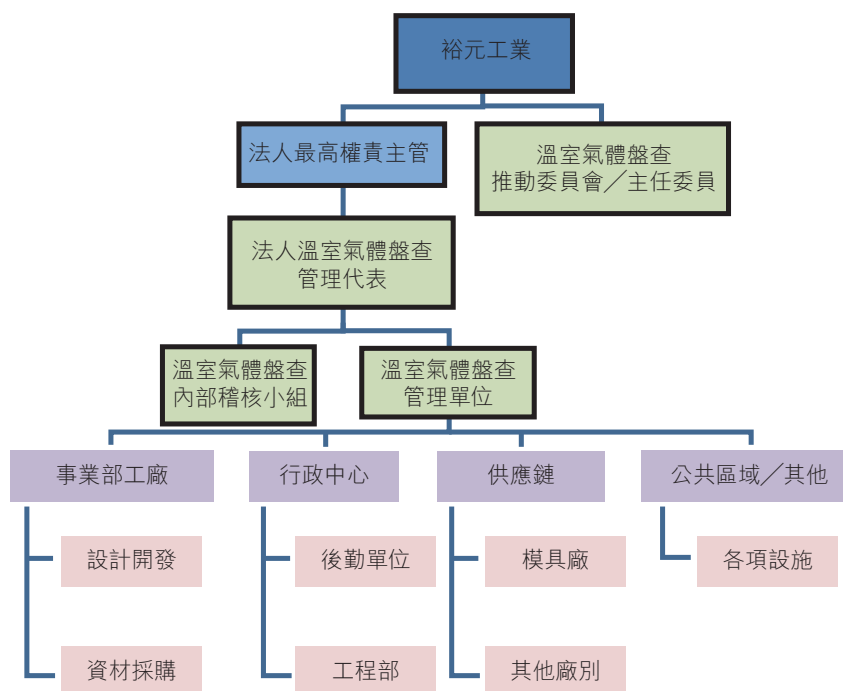 裕元工業
法人最高權責主管
溫室氣體盤查
推動委員會／主任委員
法人溫室氣體盤查
管理代表
溫室氣體盤查
內部稽核小組
溫室氣體盤查
管理單位
事業部工廠
行政中心
供應鏈
公共區域／其他
設計開發
後勤單位
模具廠
各項設施
資材採購
工程部
其他廠別